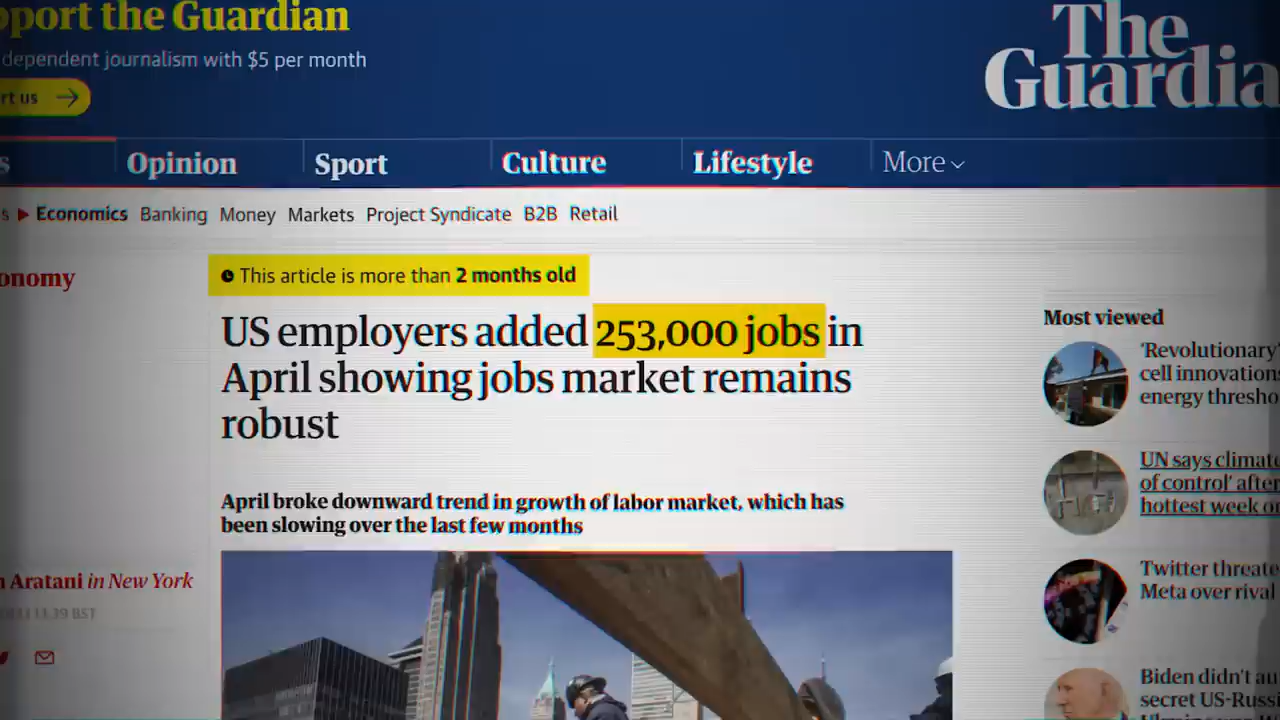 pport the Guardian
dependent journalism with $5 per month
rt us
The
Guardia
s
Opinion
Sport
Culture
Lifestyle
More
s
Economics
Banking
Money
Markets
Project Syndicate
B2B
Retail
onomy
This article is more than 2 months old
US employers added 253,000 jobs in
April showing jobs market remains
robust
April broke downward trend in growth of labor market, which has
been slowing over the last few months
n Aratani in New York
11.39 BST
Most viewed
'Revolutionary'
cell innovations
energy thresho
UN says climate
of control' after
hottest week on
Twitter threate
Meta over rival
Biden didn't au
secret US-Russi